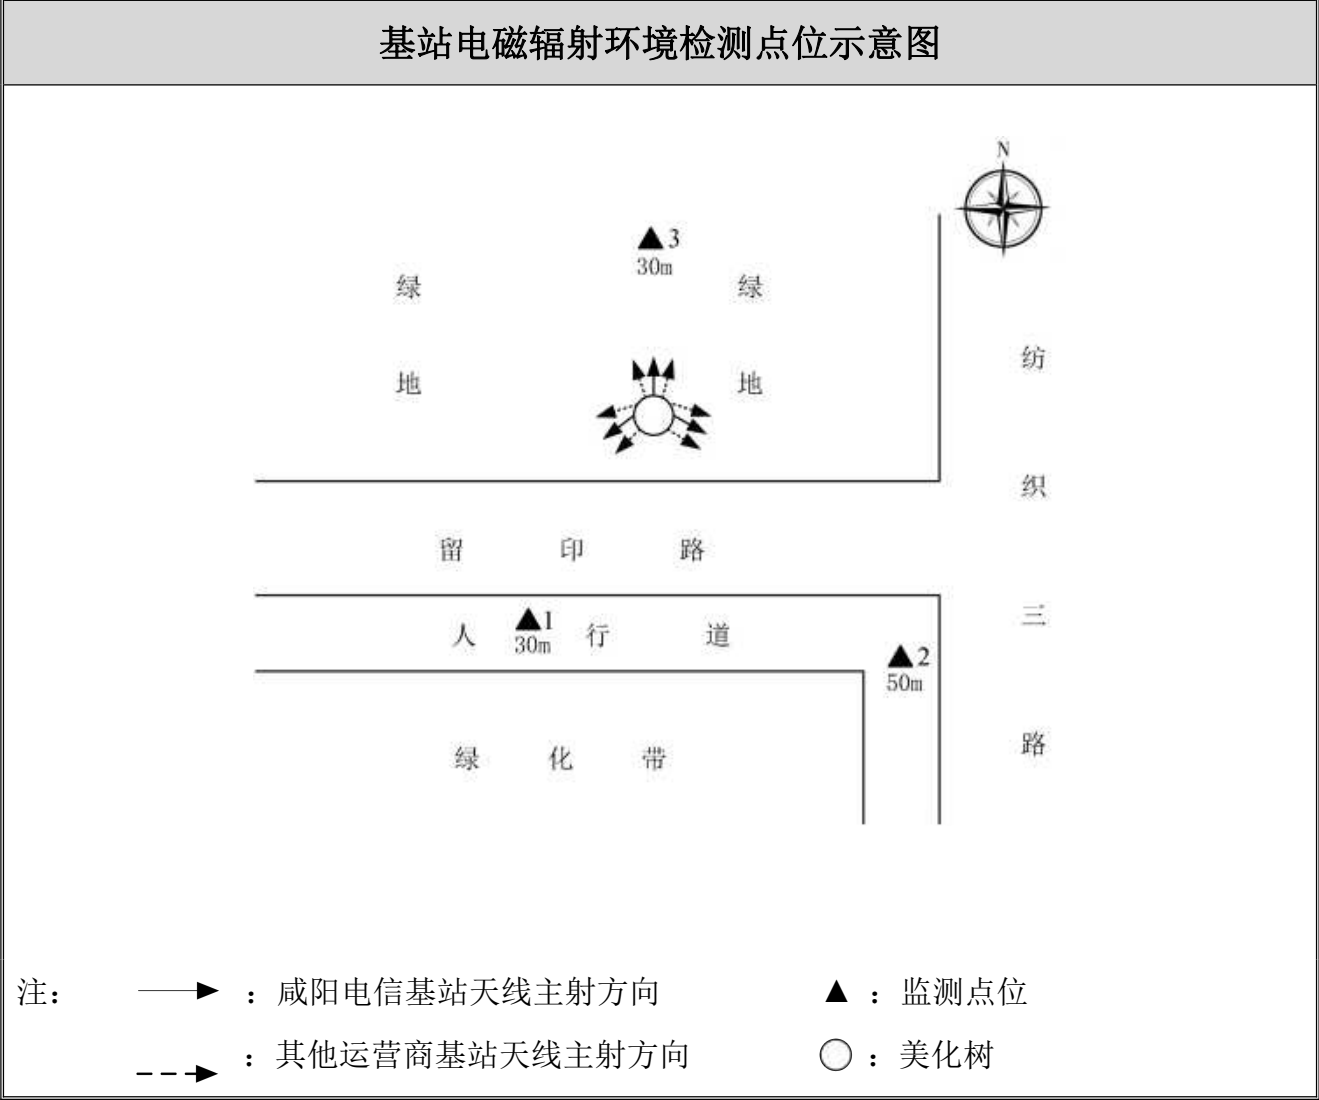 基站电磁辐射环境检测点位示意图
N
▲3
30m
绿地
绿地
纺织三路
留印路
人行道
▲1
30m
▲2
50m
绿化带
注：
：咸阳电信基站天线主射方向
▲：监测点位
：其他运营商基站天线主射方向
：美化树